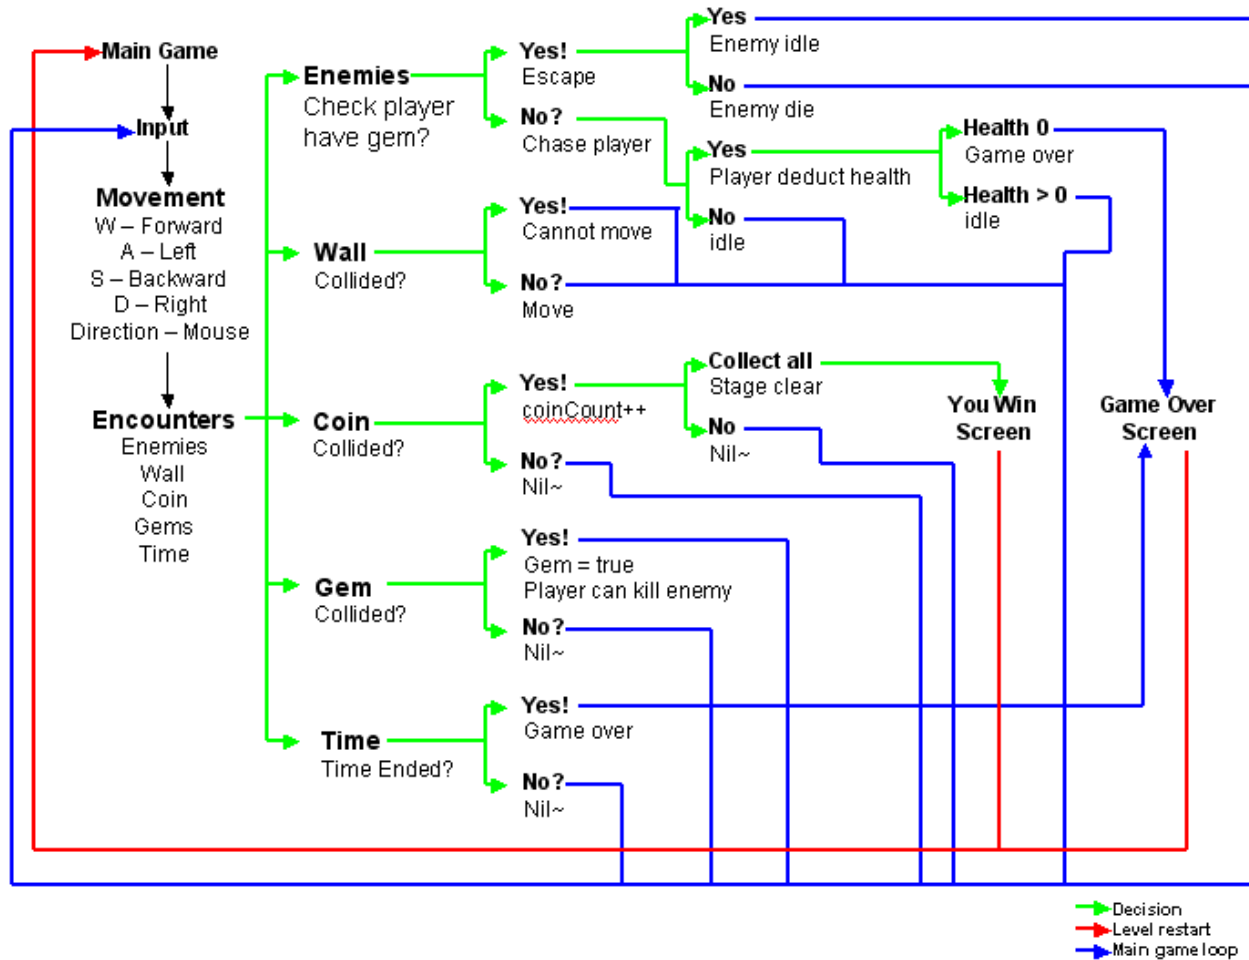 Main Game
Input
Movement
W – Forward
A – Left
S – Backward
D – Right
Direction – Mouse
Encounters
Enemies
Wall
Coin
Gems
Time
Enemies
Check player
have gem?
Yes!
Escape
Yes
Enemy idle
No
Enemy die
No?
Chase player
Yes
Player deduct health
Health 0
Game over
Health > 0
idle
No
idle
Wall
Collided?
Yes!
Cannot move
No?
Move
Coin
Collided?
Yes!
coinCount++
Collect all
Stage clear
No
Nil~
No?
Nil~
You Win
Screen
Game Over
Screen
Gem
Collided?
Yes!
Gem = true
Player can kill enemy
No?
Nil~
Time
Time Ended?
Yes!
Game over
No?
Nil~
Decision
Level restart
Main game loop